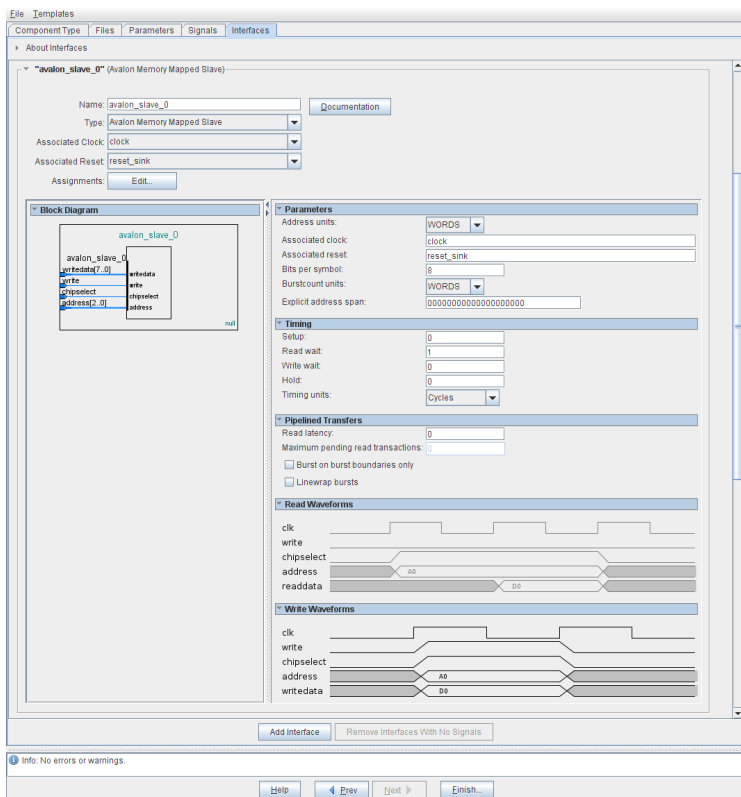 File Templates
Component Type Files Parameters Signals Interfaces
About Interfaces
"avalon_slave_0" (Avalon Memory Mapped Slave)
Name: avalon_slave_0 Documentation
Type: Avalon Memory Mapped Slave
Associated Clock: clock
Associated Reset: reset_sink
Assignments: Edit...
Block Diagram
avalon_slave_0
avalon_slave_0
writedata[7..0] writedata
write write
chipselect chipselect
address[2..0] address
null
Parameters
Address units: WORDS
Associated clock: clock
Associated reset: reset_sink
Bits per symbol: 8
Burstcount units: WORDS
Explicit address span: 00000000000000000000
Timing
Setup: 0
Read wait: 1
Write wait: 0
Hold: 0
Timing units: Cycles
Pipelined Transfers
Read latency: 0
Maximum pending read transactions: 0
Burst on burst boundaries only
Linewrap bursts
Read Waveforms
clk
write
chipselect
address A0
readdata D0
Write Waveforms
clk
write
chipselect
address A0
writedata D0
Add Interface Remove Interfaces With No Signals
Info: No errors or warnings.
Help Prev Next Finish...